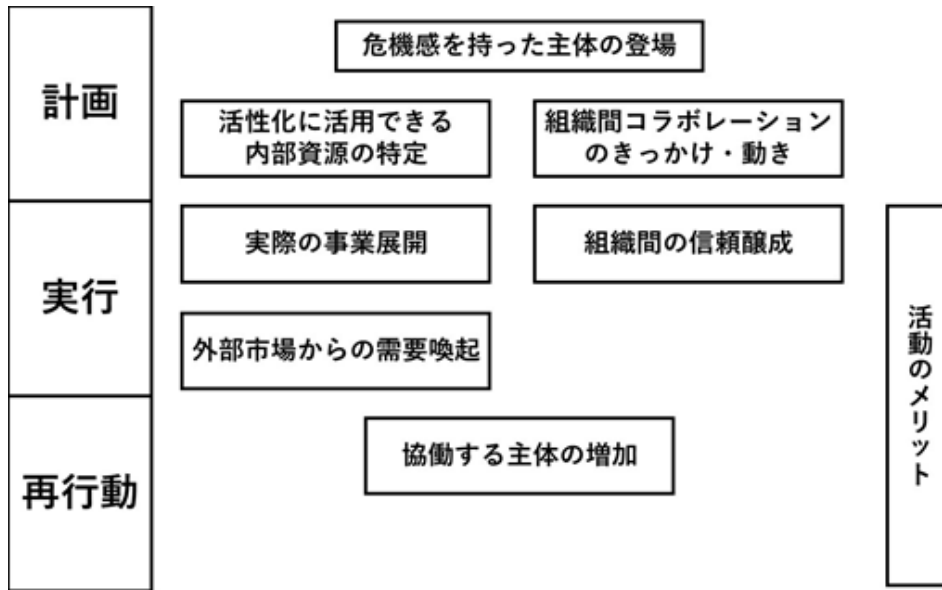 計画
危機感を持った主体の登場
活性化に活用できる
内部資源の特定
組織間コラボレーション
のきっかけ・動き
実行
実際の事業展開
組織間の信頼醸成
外部市場からの需要喚起
再行動
協働する主体の増加
活動のメリット